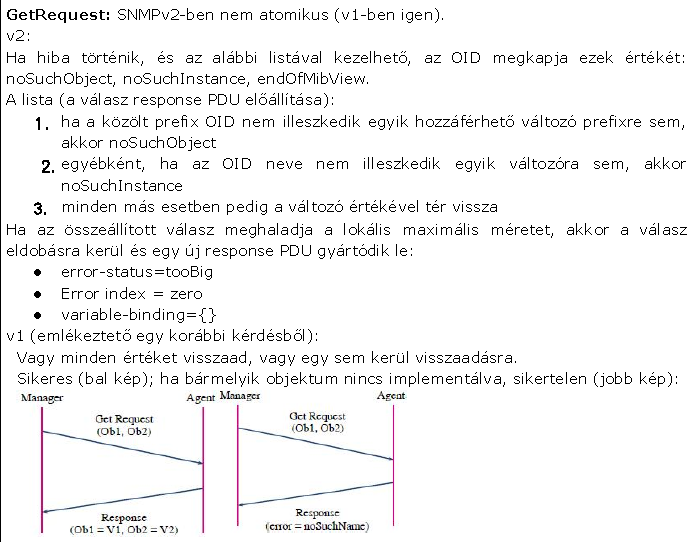 GetRequest: SNMPv2-ben nem atomikus (v1-ben igen).
v2:
Ha hiba történik, és az alábbi listával kezelhető, az OID megkapja ezek értékét:
noSuchObject, noSuchInstance, endOfMibView.
A lista (a válasz response PDU előállítása):
1. ha a közölt prefix OID nem illeszkedik egyik hozzáférhető változó prefixre sem,
akkor noSuchObject
2. egyébként, ha az OID neve nem illeszkedik egyik változóra sem, akkor
noSuchInstance
3. minden más esetben pedig a változó értékével tér vissza
Ha az összeállított válasz meghaladja a lokális maximális méretet, akkor a válasz
eldobásra kerül és egy új response PDU gyártódik le:
● error-status=tooBig
● Error index = zero
● variable-binding={}
v1 (emlékeztető egy korábbi kérdésből):
Vagy minden értéket visszaad, vagy egy sem kerül visszaadásra.
Sikeres (bal kép); ha bármelyik objektum nincs implementálva, sikertelen (jobb kép):
Manager Agent Manager Agent
Get Request
(Ob1, Ob2)
Response
(Ob1 = V1, Ob2 = V2)
Get Request
(Ob1, Ob2)
Response
(error = noSuchName)